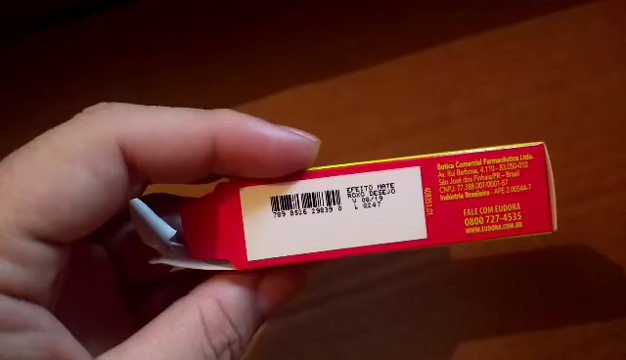 EFEITO MATE
ROXO DESEJO
V 08/19
L 0247
789 8526 29839 0
Botica Comercial Farmacêutica Ltda.
Av. Rui Barbosa, 4.110 - 83.050-010
São José dos Pinhais/PR – Brasil
CNPJ: 77.388.007/0001-57
Indústria Brasileira - AFE 2.00544-7
FALE COM EUDORA
0800 727-4535
WWW.EUDORA.COM.BR